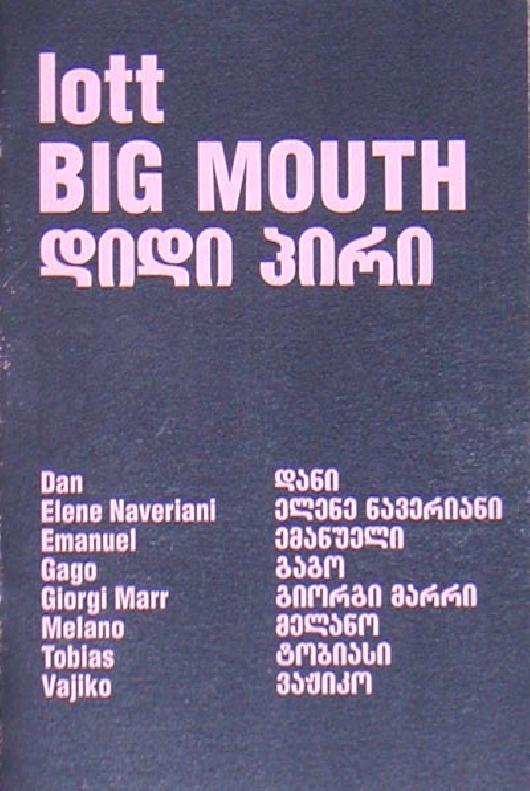 lott
BIG MOUTH
დიდი პირი
Dan დანი
Elene Naveriani ელენე ნავერიანი
Emanuel ემანუელი
Gago გაგო
Giorgi Marr გიორგი მარრი
Melano მელანო
Tobias ტობიასი
Vajiko ვაჟიკო